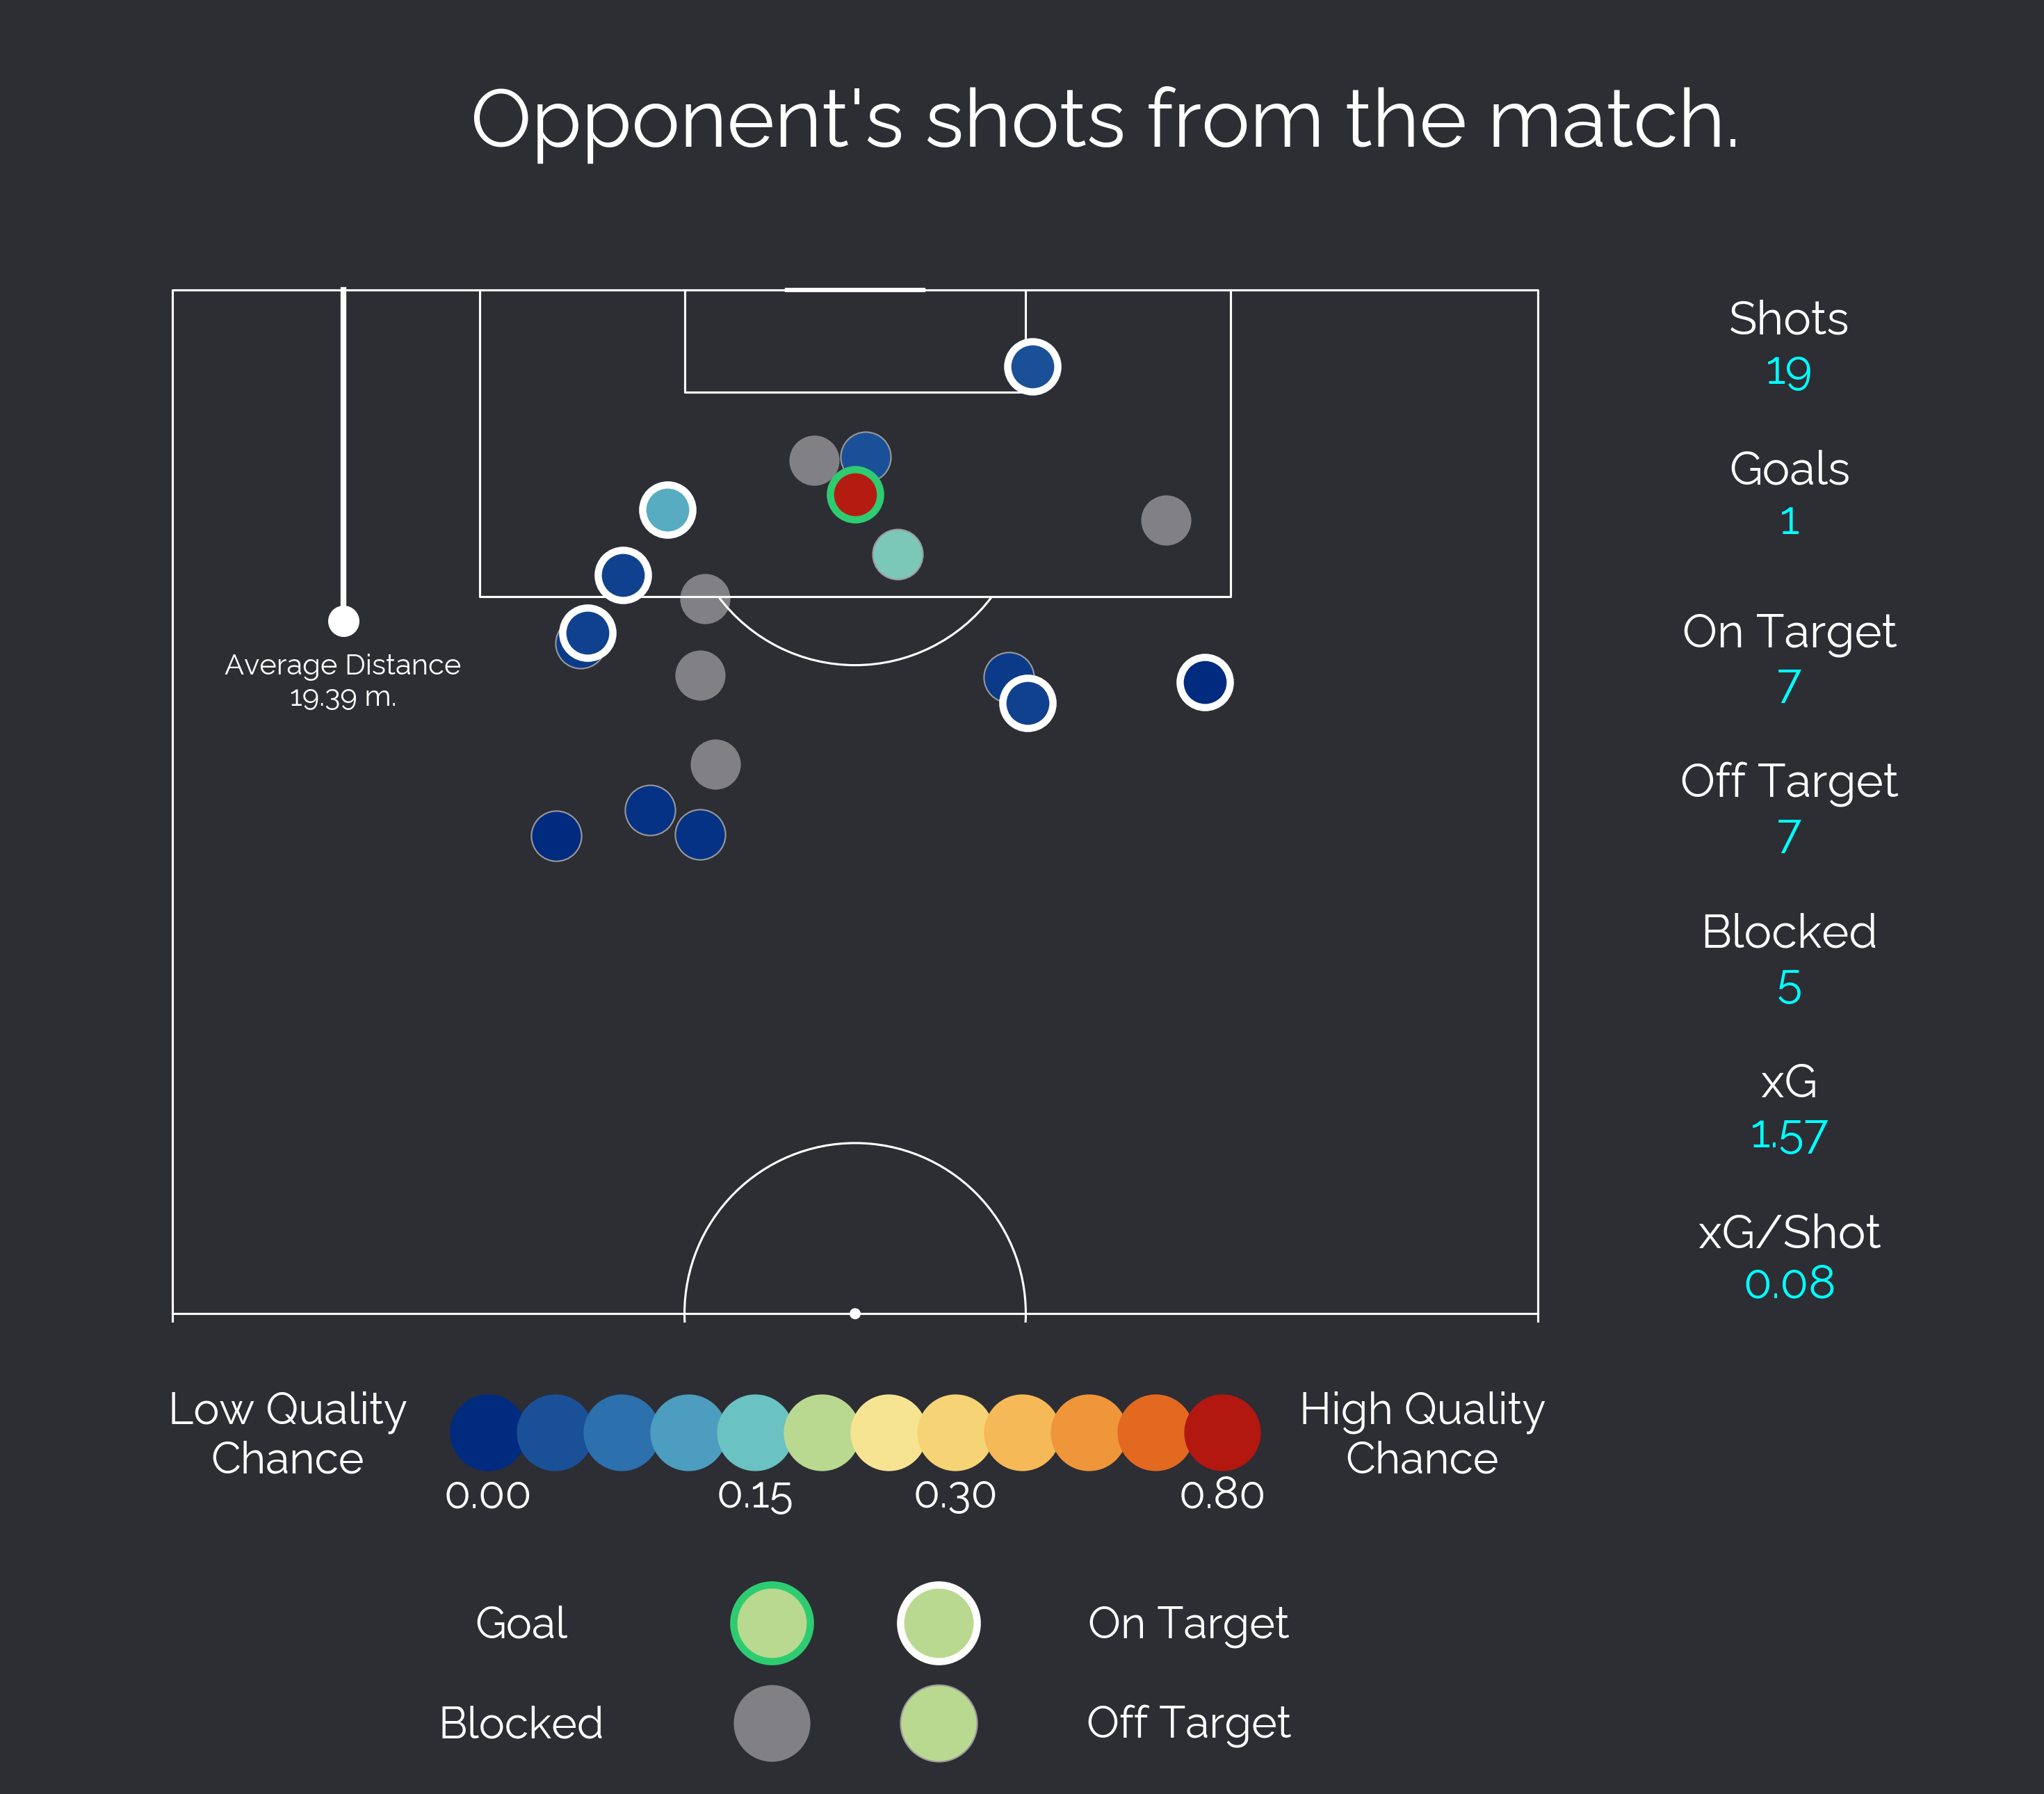 Opponent's shots from the match.
Shots
19
Goals
1
On Target
7
Off Target
7
Blocked
5
xG
1.57
xG/Shot
0.08
Average Distance
19.39 m.
Low Quality
Chance
High Quality
Chance
0.00
0.15
0.30
0.80
Goal
On Target
Blocked
Off Target